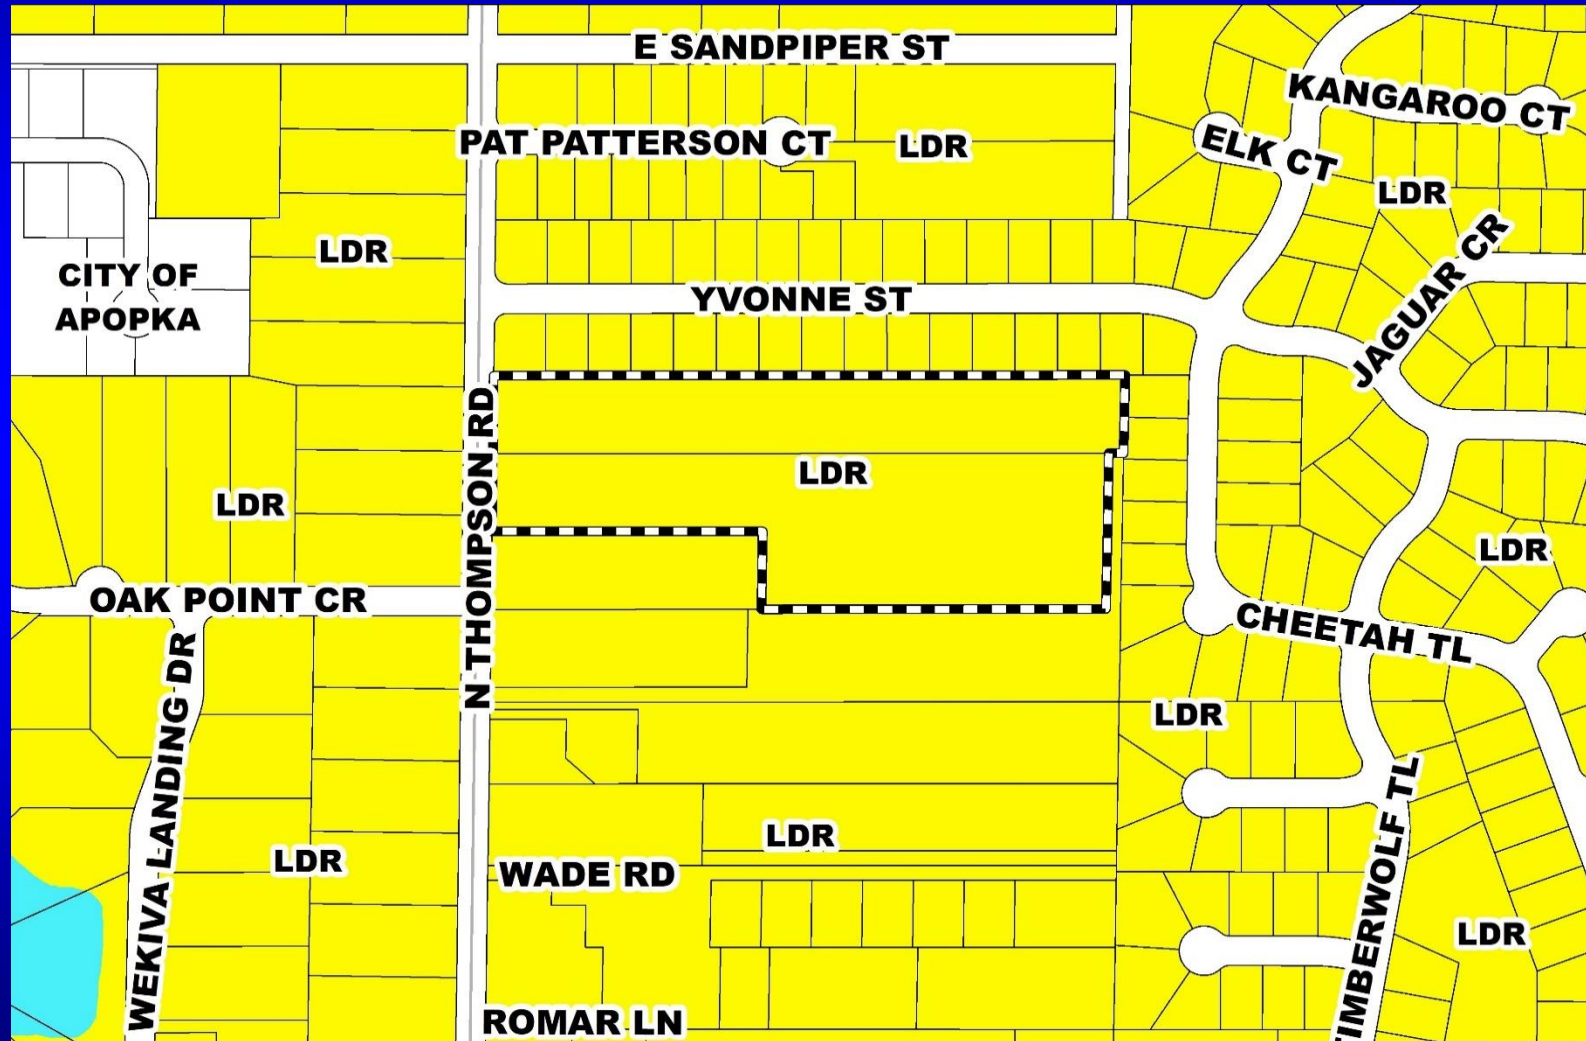 E SANDPIPER ST
KANGAROO CT
PAT PATTERSON CT
LDR
ELK CT
LDR
LDR
JAGUAR CR
CITY OF
APOPKA
YVONNE ST
N THOMPSON RD
LDR
LDR
LDR
OAK POINT CR
CHEETAH TL
WEKIVA LANDING DR
LDR
TIMBERWOLF TL
LDR
LDR
WADE RD
LDR
ROMAR LN